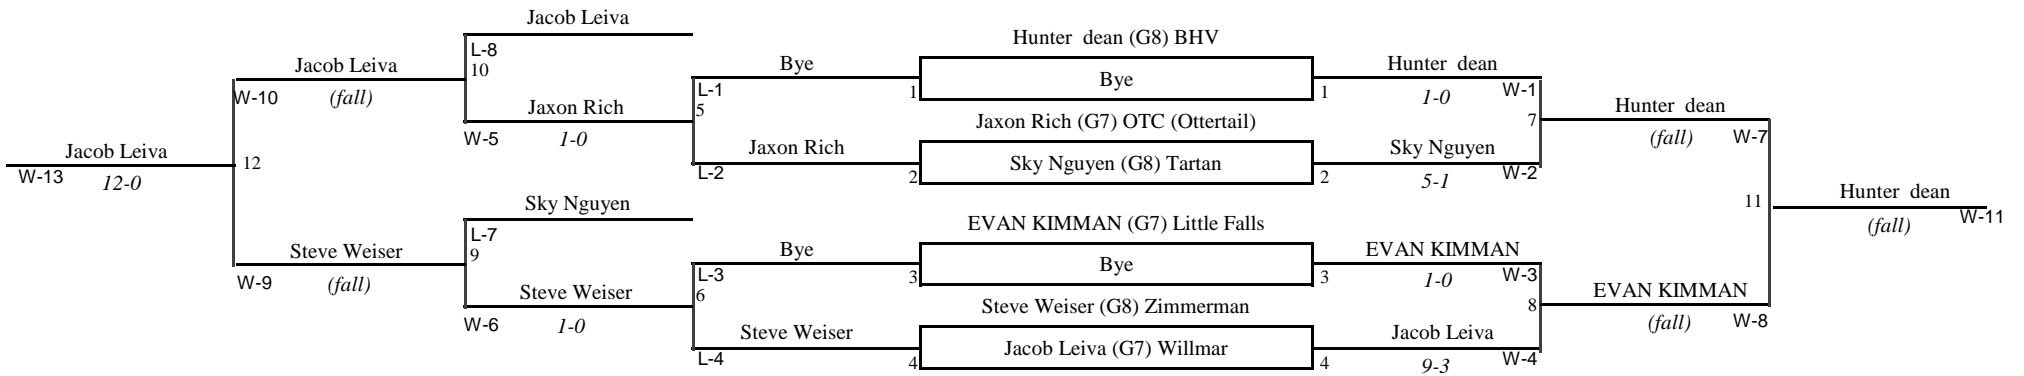 Jacob Leiva
L-8
10
Jacob Leiva
W-10
(fall)
Jaxon Rich
W-5
1-0
Jacob Leiva
W-13
12-0
12
Sky Nguyen
L-7
9
Steve Weiser
W-9
(fall)
Steve Weiser
W-6
1-0
Bye
L-1
5
1
Jaxon Rich
L-2
2
Bye
L-3
6
3
Steve Weiser
L-4
4
Hunter dean (G8) BHV
Bye
Jaxon Rich (G7) OTC (Ottertail)
Sky Nguyen (G8) Tartan
EVAN KIMMAN (G7) Little Falls
Bye
Steve Weiser (G8) Zimmerman
Jacob Leiva (G7) Willmar
Hunter dean
1
1-0
W-1
7
Sky Nguyen
2
5-1
W-2
EVAN KIMMAN
3
1-0
W-3
8
Jacob Leiva
4
9-3
W-4
Hunter dean
(fall)
W-7
11
EVAN KIMMAN
(fall)
W-8
Hunter dean
(fall)
W-11